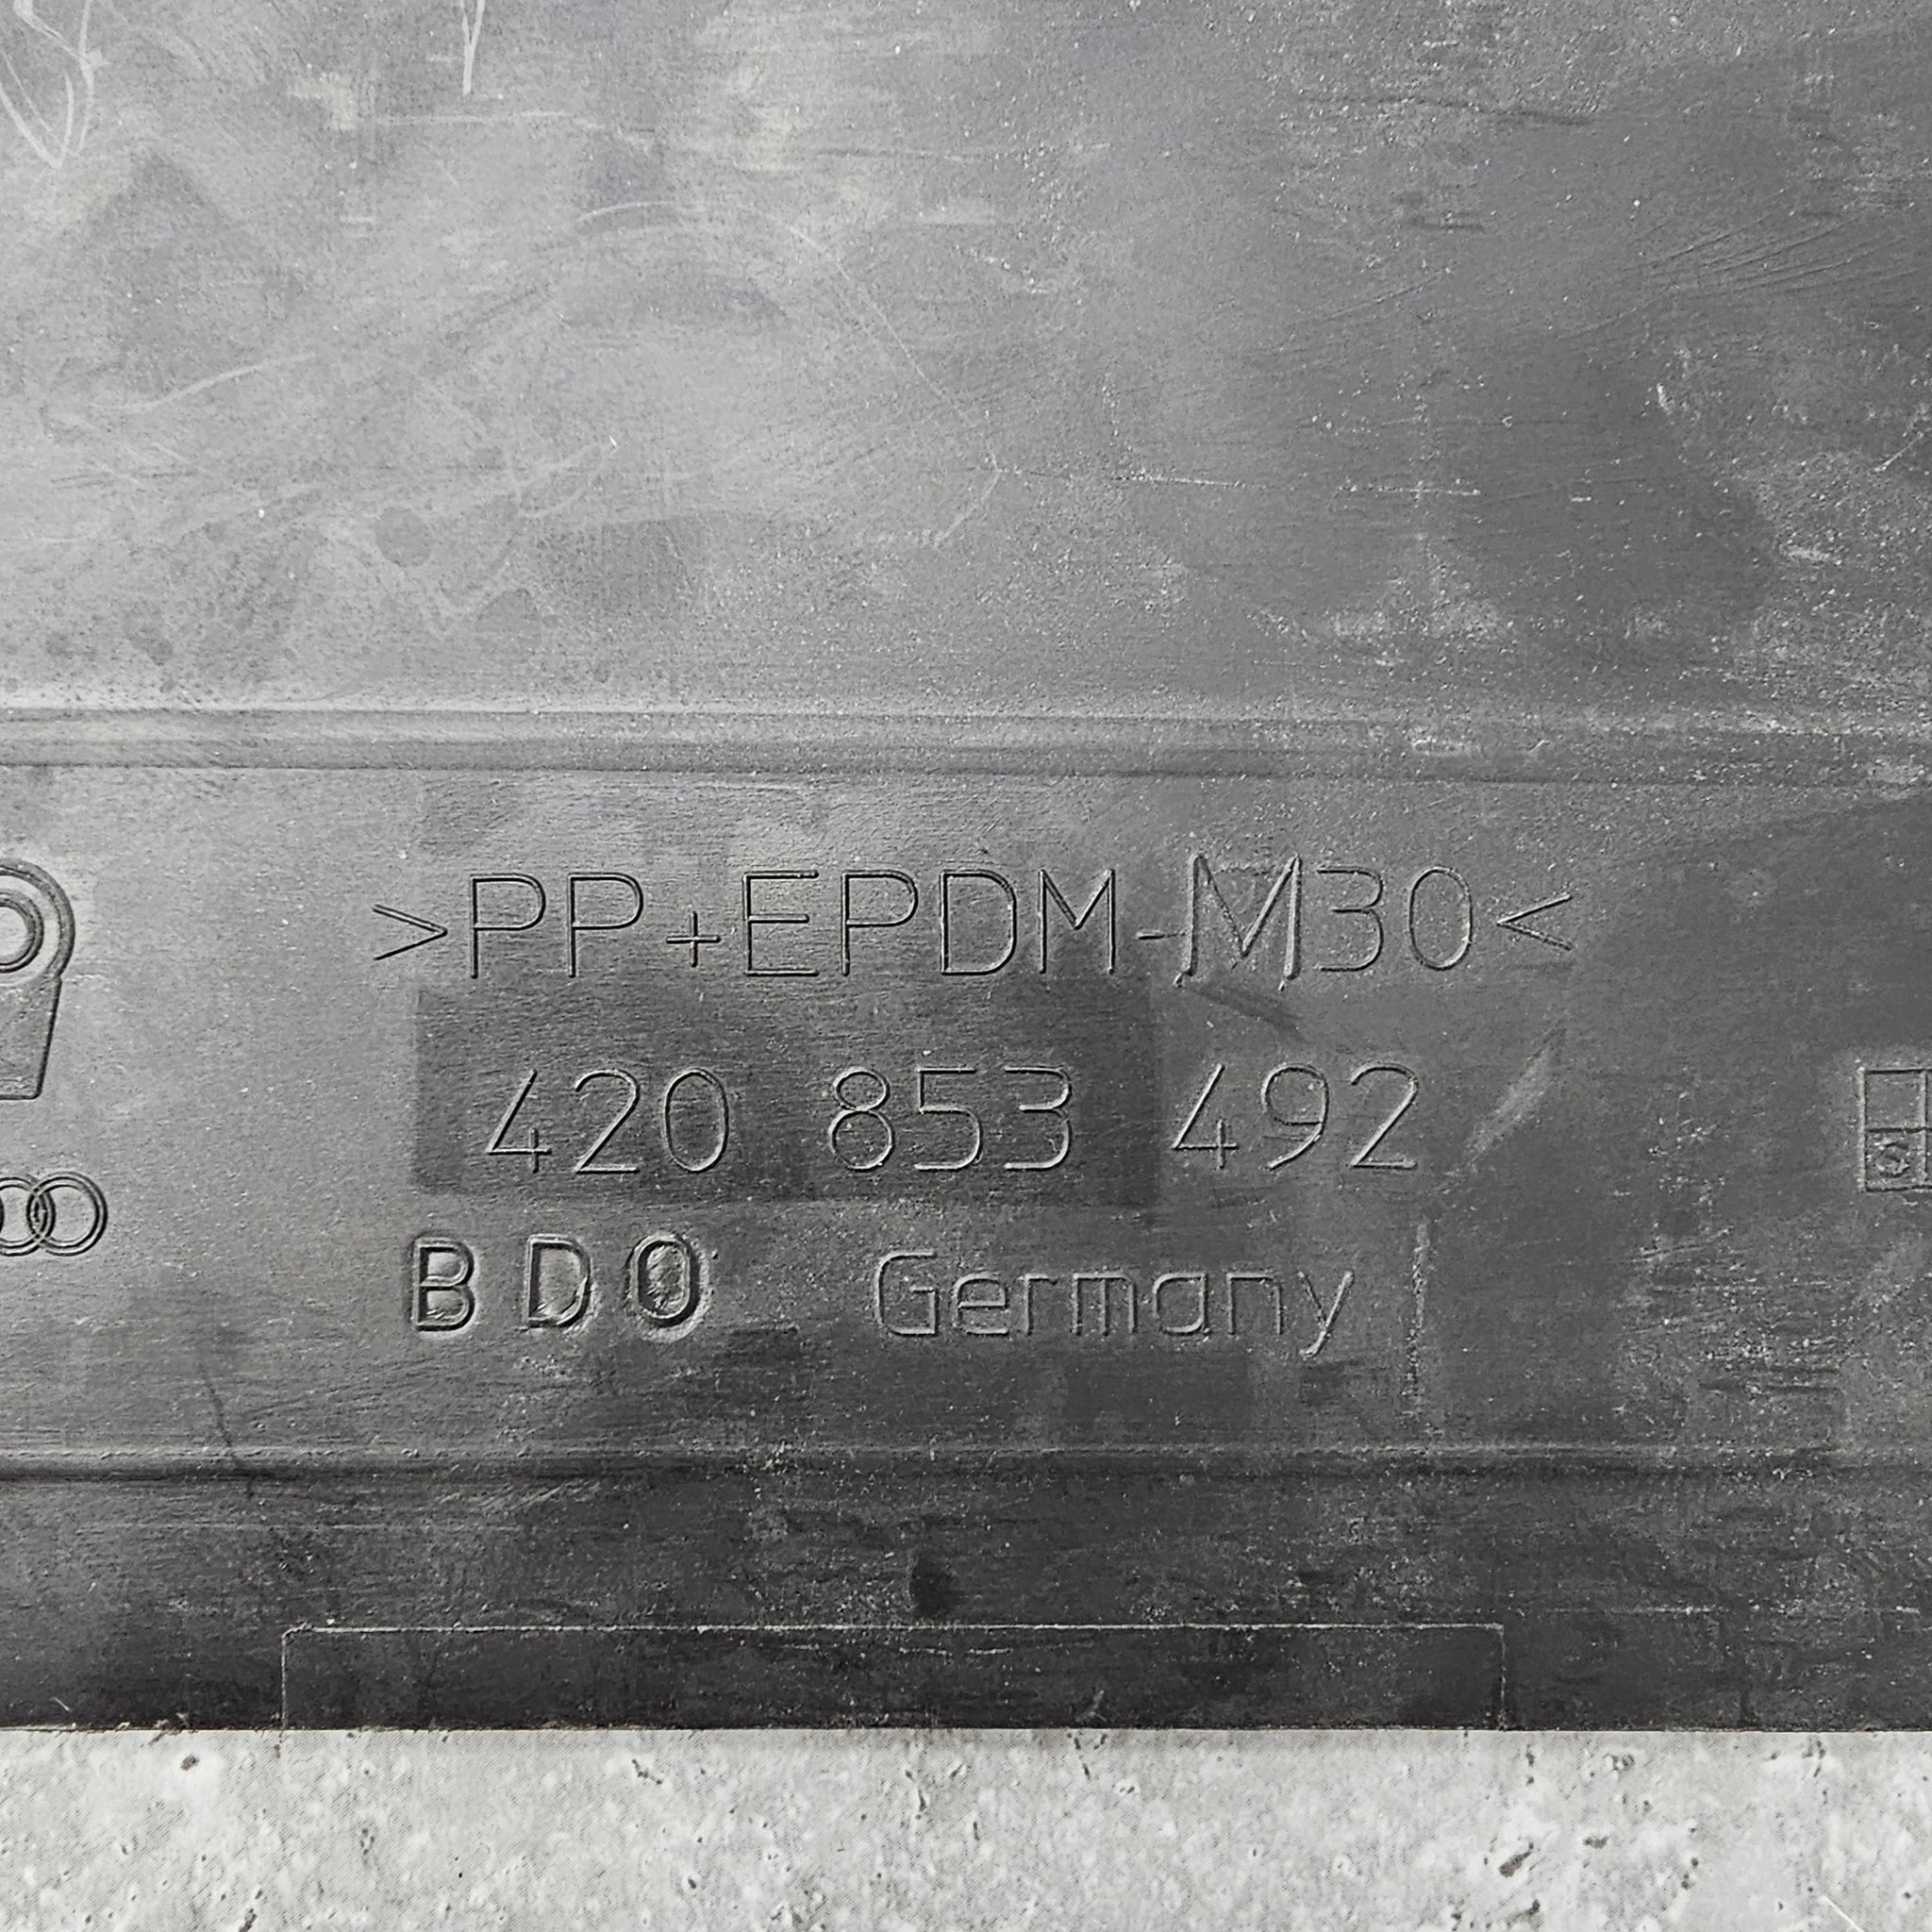 >PP+EPDM-M30<
420 853 492
BDO Germany